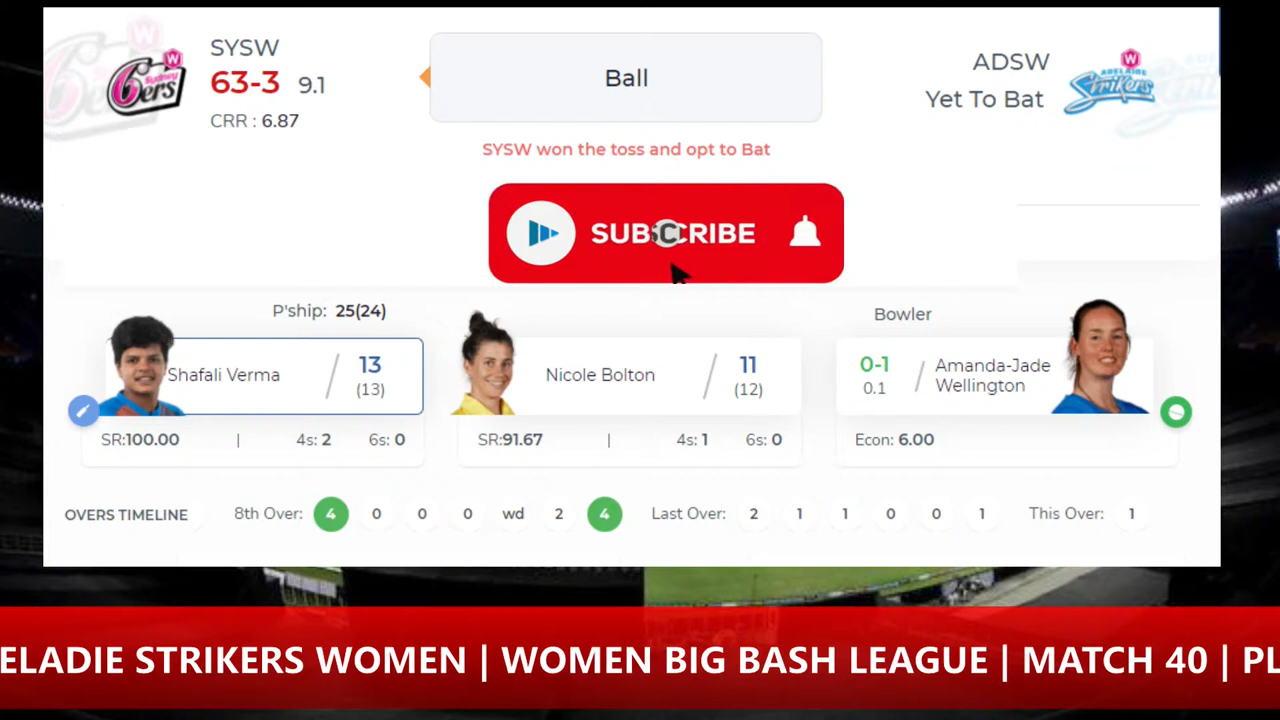 SYSW
63-3 9.1
CRR : 6.87
Sydney
6ers
W
Ball
SYSW won the toss and opt to Bat
ADSW
Yet To Bat
W
ADELAIDE
Strikers
SUBSCRIBE
P'ship: 25(24)
Bowler
Shafali Verma / 13
(13)
Nicole Bolton / 11
(12)
0-1 / Amanda-Jade
0.1 Wellington
SR:100.00 | 4s: 2 6s: 0
SR:91.67 | 4s: 1 6s: 0
Econ: 6.00
OVERS TIMELINE 8th Over: 4 0 0 0 wd 2 4 Last Over: 2 1 1 0 0 1 This Over: 1
ELADIE STRIKERS WOMEN | WOMEN BIG BASH LEAGUE | MATCH 40 | PL